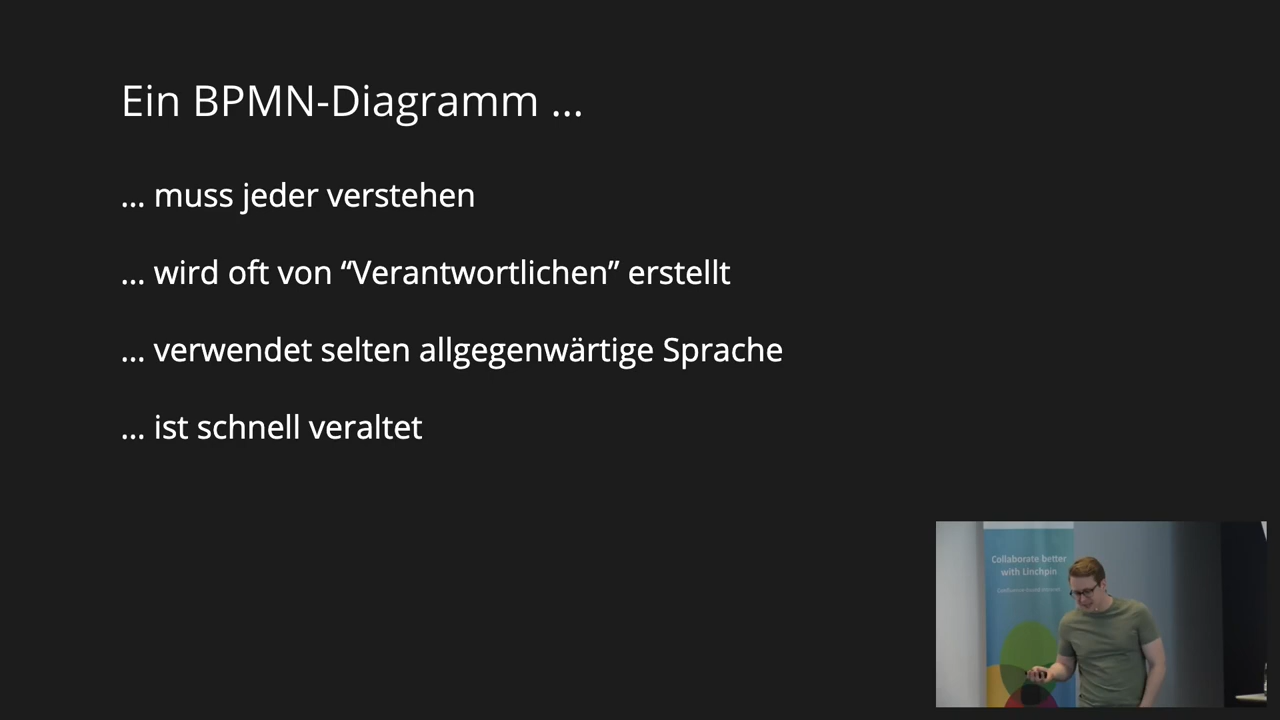 Ein BPMN-Diagramm ...
... muss jeder verstehen
... wird oft von “Verantwortlichen” erstellt
... verwendet selten allgegenwärtige Sprache
... ist schnell veraltet
Collaborate better
with Linchpin